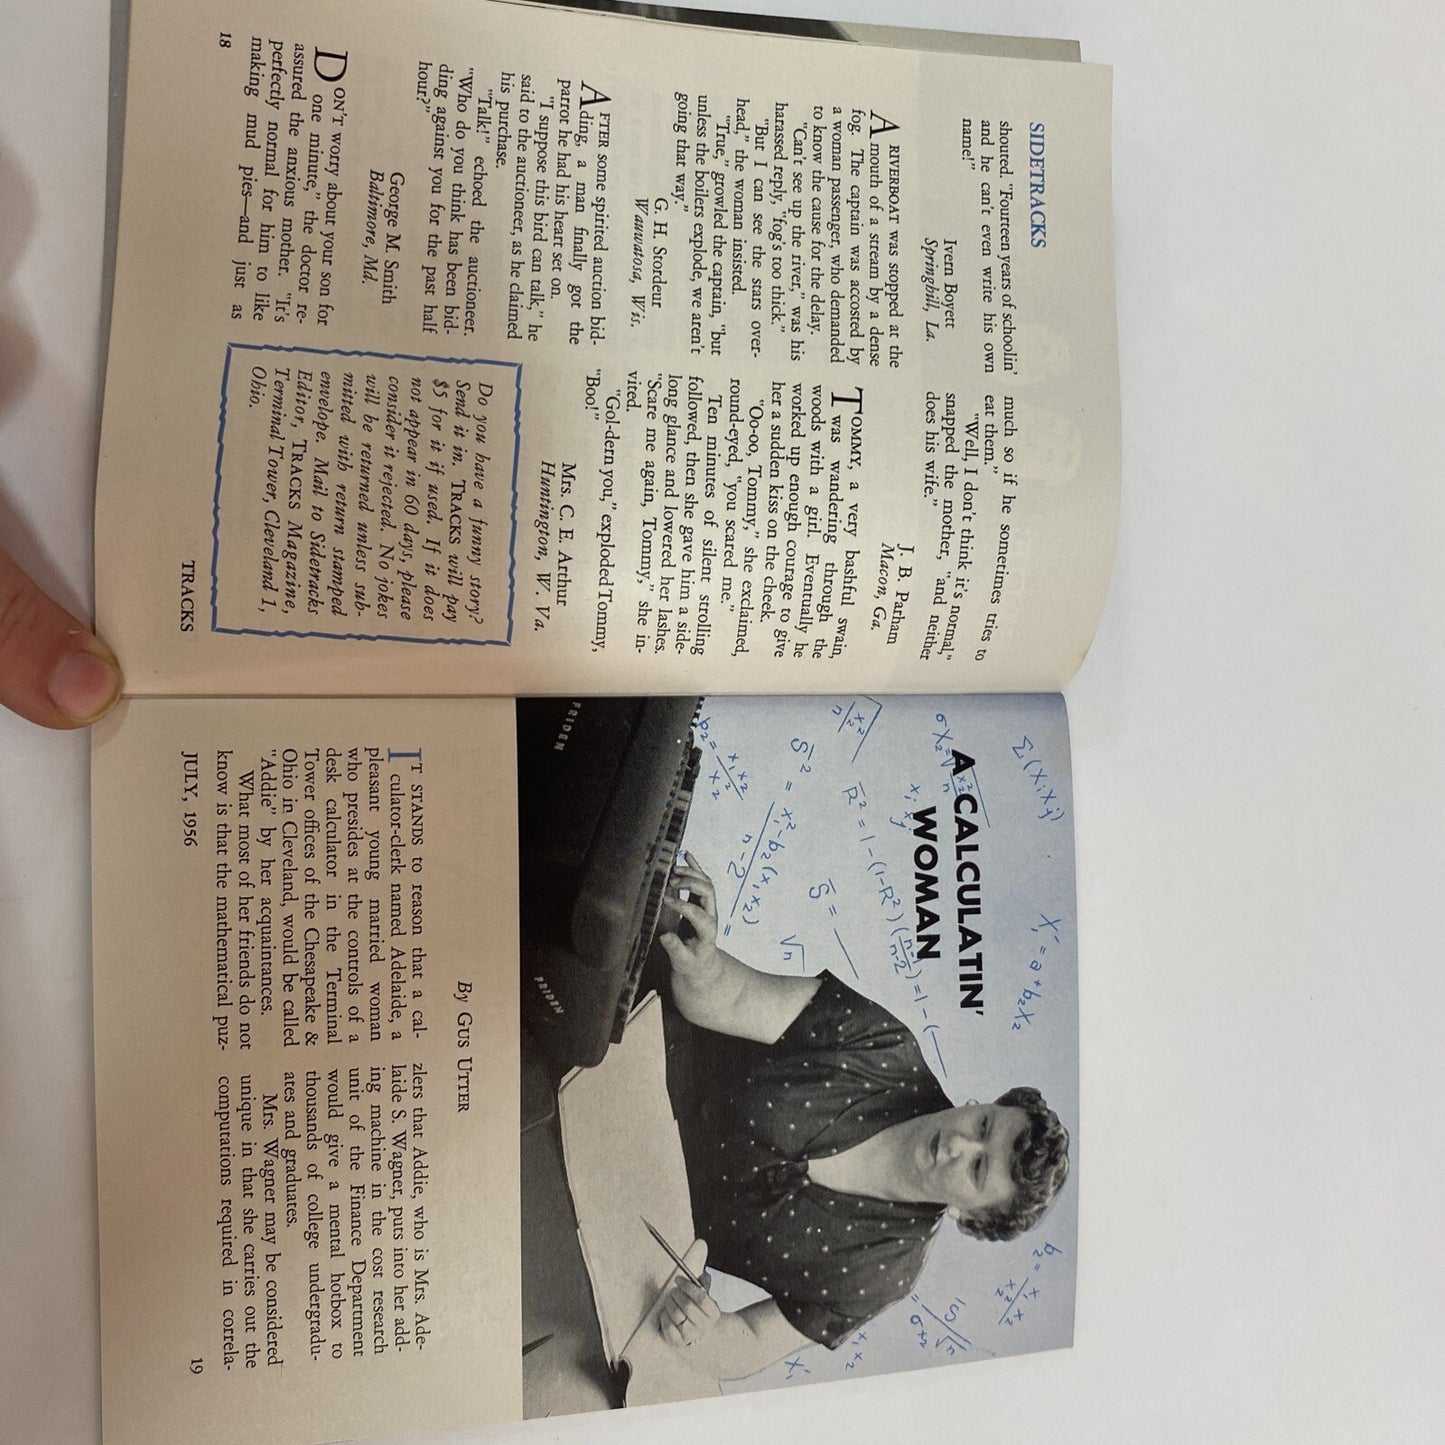 SIDETRACKS
shouted. "Fourteen years of schoolin'
and he can't even write his own
name!"
Ivern Boyett
Springhill, La.
A RIVERBOAT was stopped at the
mouth of a stream by a dense
fog. The captain was accosted by
a woman passenger, who demanded
to know the cause for the delay.
"Can't see up the river," was his
harassed reply, "fog's too thick."
"But I can see the stars over-
head," the woman insisted.
"True," growled the captain, "but
unless the boilers explode, we aren't
going that way."
G. H. Stordeur
Wauwatosa, Wis.
AFTER some spirited auction bid-
ding, a man finally got the
parrot he had his heart set on.
"I suppose this bird can talk," he
said to the auctioneer, as he claimed
his purchase.
"Talk!" echoed the auctioneer.
"Who do you think has been bid-
ding against you for the past half
hour?"
George M. Smith
Baltimore, Md.
DON'T worry about your son for
one minute," the doctor re-
assured the anxious mother. "It's
perfectly normal for him to like
making mud pies—and just as
18
much so if he sometimes tries to
eat them."
"Well, I don't think it's normal,"
snapped the mother, "and neither
does his wife."
J. B. Parham
Macon, Ga.
TOMMY, a very bashful swain,
was wandering through the
woods with a girl. Eventually he
worked up enough courage to give
her a sudden kiss on the cheek.
"Oo-oo, Tommy," she exclaimed,
round-eyed, "you scared me."
Ten minutes of silent strolling
followed, then she gave him a side-
long glance and lowered her lashes.
"Scare me again, Tommy," she in-
vited.
"Gol-dern you," exploded Tommy,
"Boo!"
Mrs. C. E. Arthur
Huntington, W. Va.
Do you have a funny story?
Send it in. TRACKS will pay
$5 for it if used. If it does
not appear in 60 days, please
consider it rejected. No jokes
will be returned unless sub-
mitted with return stamped
envelope. Mail to Sidetracks
Editor, TRACKS Magazine,
Terminal Tower, Cleveland 1,
Ohio.
TRACKS
Σ(XiXj)
X'₁ = a + b₂X₂
A CALCULATIN'
WOMAN
R̄² = 1 - (1-R²)(n-1/n-2) = 1 - (
S̄ =
√n
FRIDEN
FRIDEN
By GUS UTTER
IT STANDS to reason that a cal-
culator-clerk named Adelaide, a
pleasant young married woman
who presides at the controls of a
desk calculator in the Terminal
Tower offices of the Chesapeake &
Ohio in Cleveland, would be called
"Addie" by her acquaintances.
What most of her friends do not
know is that the mathematical puz-
JULY, 1956
zlers that Addie, who is Mrs. Ade-
laide S. Wagner, puts into her add-
ing machine in the cost research
unit of the Finance Department
would give a mental hotbox to
thousands of college undergradu-
ates and graduates.
Mrs. Wagner may be considered
unique in that she carries out the
computations required in correla-
19